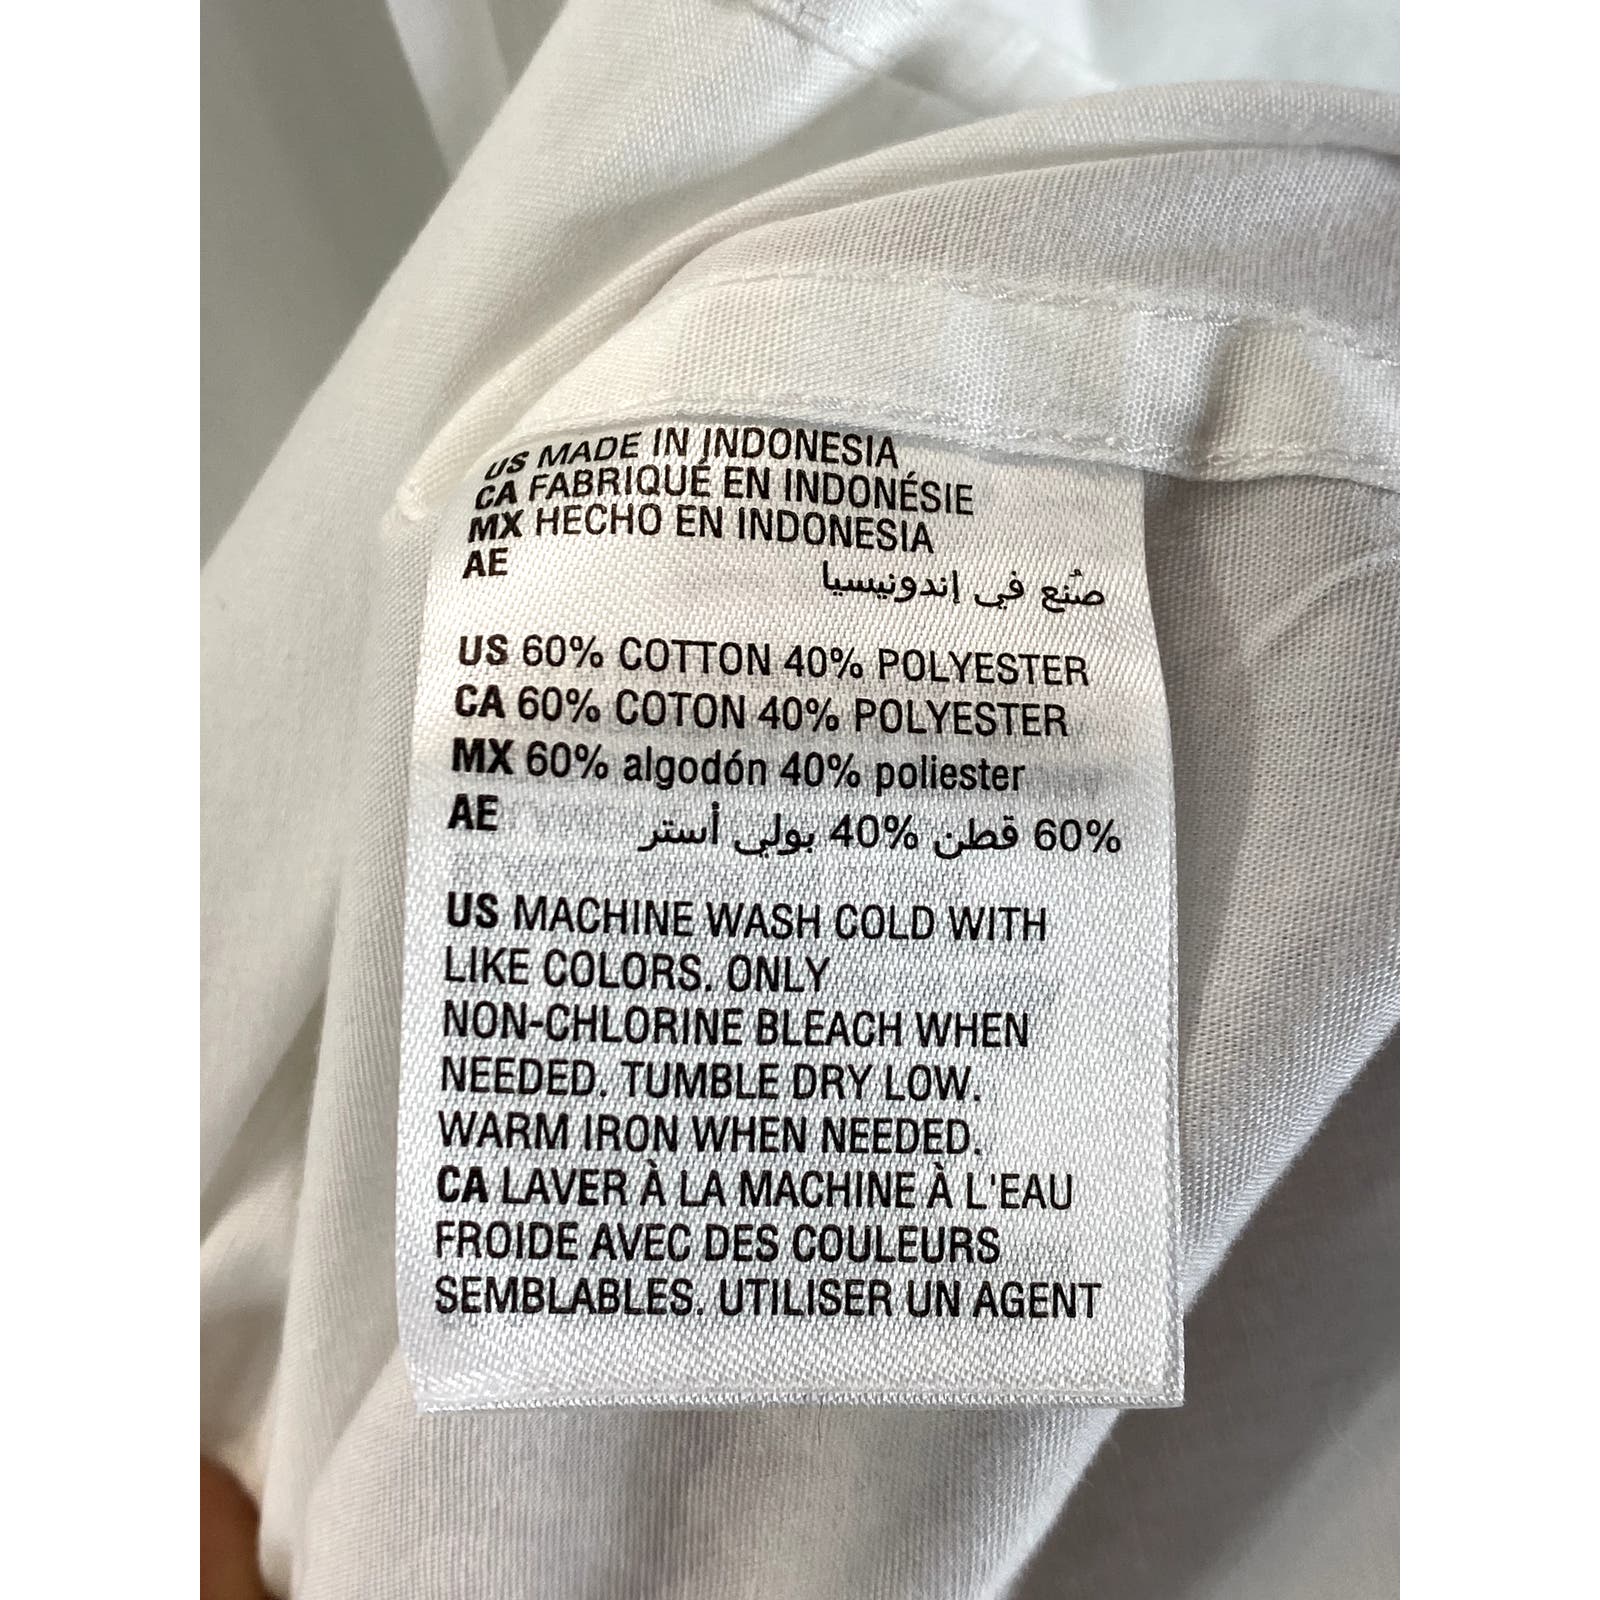 US MADE IN INDONESIA
CA FABRIQUÉ EN INDONÉSIE
MX HECHO EN INDONESIA
AE صُنع في إندونيسيا
US 60% COTTON 40% POLYESTER
CA 60% COTON 40% POLYESTER
MX 60% algodón 40% poliester
AE 60% قطن 40% بولي أستر
US MACHINE WASH COLD WITH
LIKE COLORS. ONLY
NON-CHLORINE BLEACH WHEN
NEEDED. TUMBLE DRY LOW.
WARM IRON WHEN NEEDED.
CA LAVER À LA MACHINE À L'EAU
FROIDE AVEC DES COULEURS
SEMBLABLES. UTILISER UN AGENT